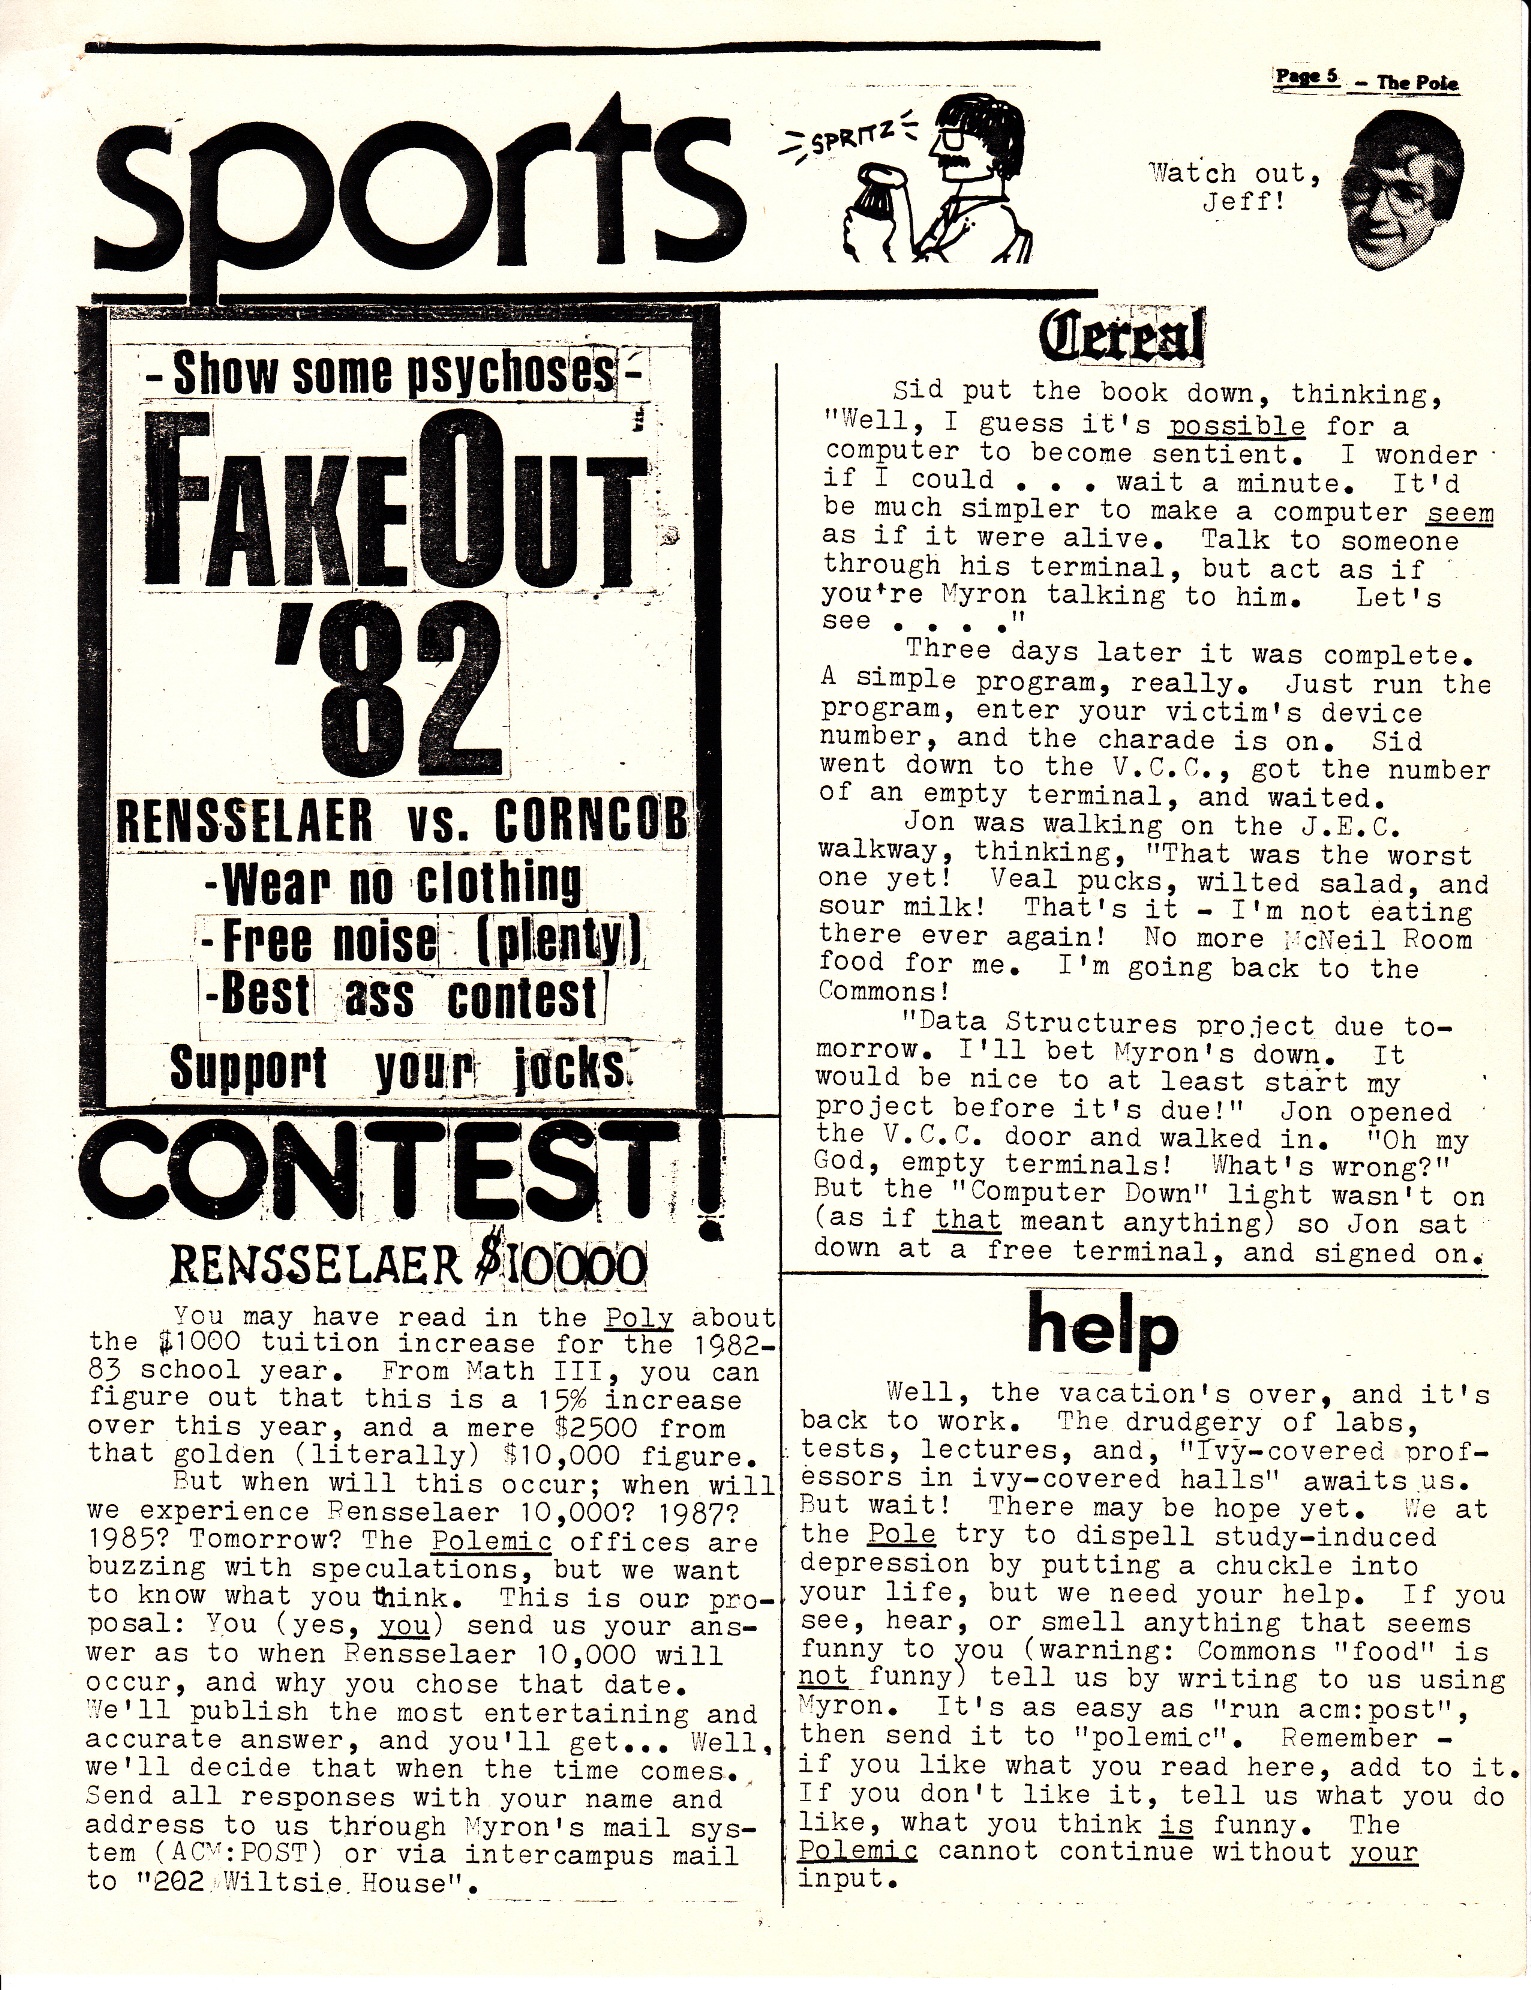 Page 5 - The Pole
sports
SPRITZ
Watch out,
Jeff!
- Show some psychoses -
FAKEOUT
'82
RENSSELAER vs. CORNCOB
-Wear no clothing
- Free noise (plenty)
-Best ass contest
Support your jocks
CONTEST!
RENSSELAER $10000
You may have read in the Poly about
the $1000 tuition increase for the 1982-
83 school year. From Math III, you can
figure out that this is a 15% increase
over this year, and a mere $2500 from
that golden (literally) $10,000 figure.
But when will this occur; when will
we experience Rensselaer 10,000? 1987?
1985? Tomorrow? The Polemic offices are
buzzing with speculations, but we want
to know what you think. This is our pro-
posal: You (yes, you) send us your ans-
wer as to when Rensselaer 10,000 will
occur, and why you chose that date.
We'll publish the most entertaining and
accurate answer, and you'll get... Well,
we'll decide that when the time comes.
Send all responses with your name and
address to us through Myron's mail sys-
tem (ACM:POST) or via intercampus mail
to "202 Wiltsie House".
Cereal
Sid put the book down, thinking,
"Well, I guess it's possible for a
computer to become sentient. I wonder
if I could . . . wait a minute. It'd
be much simpler to make a computer seem
as if it were alive. Talk to someone
through his terminal, but act as if
you're Myron talking to him. Let's
see . . . ."
Three days later it was complete.
A simple program, really. Just run the
program, enter your victim's device
number, and the charade is on. Sid
went down to the V.C.C., got the number
of an empty terminal, and waited.
Jon was walking on the J.E.C.
walkway, thinking, "That was the worst
one yet! Veal pucks, wilted salad, and
sour milk! That's it - I'm not eating
there ever again! No more McNeil Room
food for me. I'm going back to the
Commons!
"Data Structures project due to-
morrow. I'll bet Myron's down. It
would be nice to at least start my
project before it's due!" Jon opened
the V.C.C. door and walked in. "Oh my
God, empty terminals! What's wrong?"
But the "Computer Down" light wasn't on
(as if that meant anything) so Jon sat
down at a free terminal, and signed on.
help
Well, the vacation's over, and it's
back to work. The drudgery of labs,
tests, lectures, and, "Ivy-covered prof-
essors in ivy-covered halls" awaits us.
But wait! There may be hope yet. We at
the Pole try to dispell study-induced
depression by putting a chuckle into
your life, but we need your help. If you
see, hear, or smell anything that seems
funny to you (warning: Commons "food" is
not funny) tell us by writing to us using
Myron. It's as easy as "run acm:post",
then send it to "polemic". Remember -
if you like what you read here, add to it.
If you don't like it, tell us what you do
like, what you think is funny. The
Polemic cannot continue without your
input.